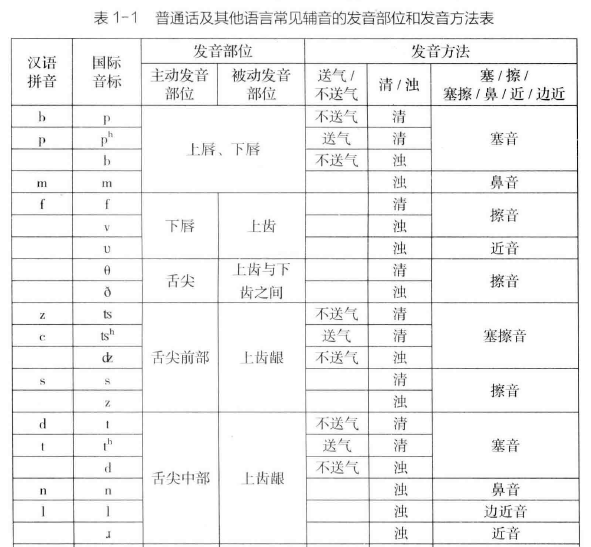 表 1-1 普通话及其他语言常见辅音的发音部位和发音方法表
汉语拼音 国际音标 发音部位 发音方法
主动发音部位 被动发音部位 送气/不送气 清/浊 塞/擦/塞擦/鼻/近/边近
b p 上唇、下唇 不送气 清 塞音
p pʰ 送气 清
b 不送气 浊
m m 浊 鼻音
f f 下唇 上齿 清 擦音
v 浊
ʋ 浊 近音
θ 舌尖 上齿与下齿之间 清 擦音
ð 浊
z ts 舌尖前部 上齿龈 不送气 清 塞擦音
c tsʰ 送气 清
ʣ 不送气 浊
s s 清 擦音
z 浊
d t 舌尖中部 上齿龈 不送气 清 塞音
t tʰ 送气 清
d 不送气 浊
n n 浊 鼻音
l l 浊 边近音
ɹ 浊 近音